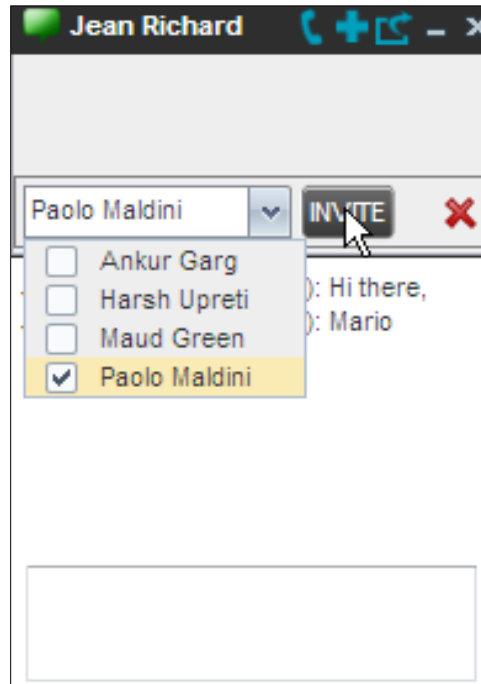 Jean Richard
Paolo Maldini INVITE
Ankur Garg
Harsh Upreti ): Hi there,
Maud Green ): Mario
Paolo Maldini